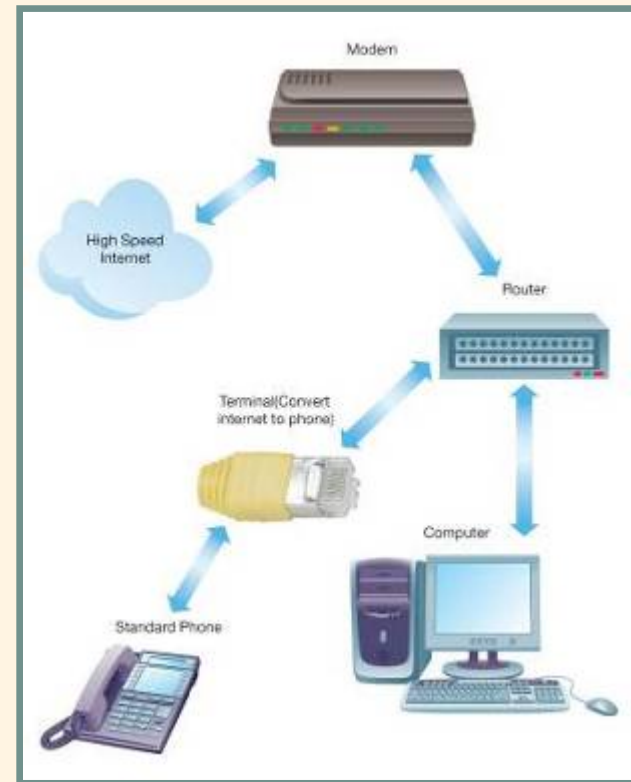 Modem
High Speed
Internet
Router
Terminal(Convert
internet to phone)
Computer
Standard Phone